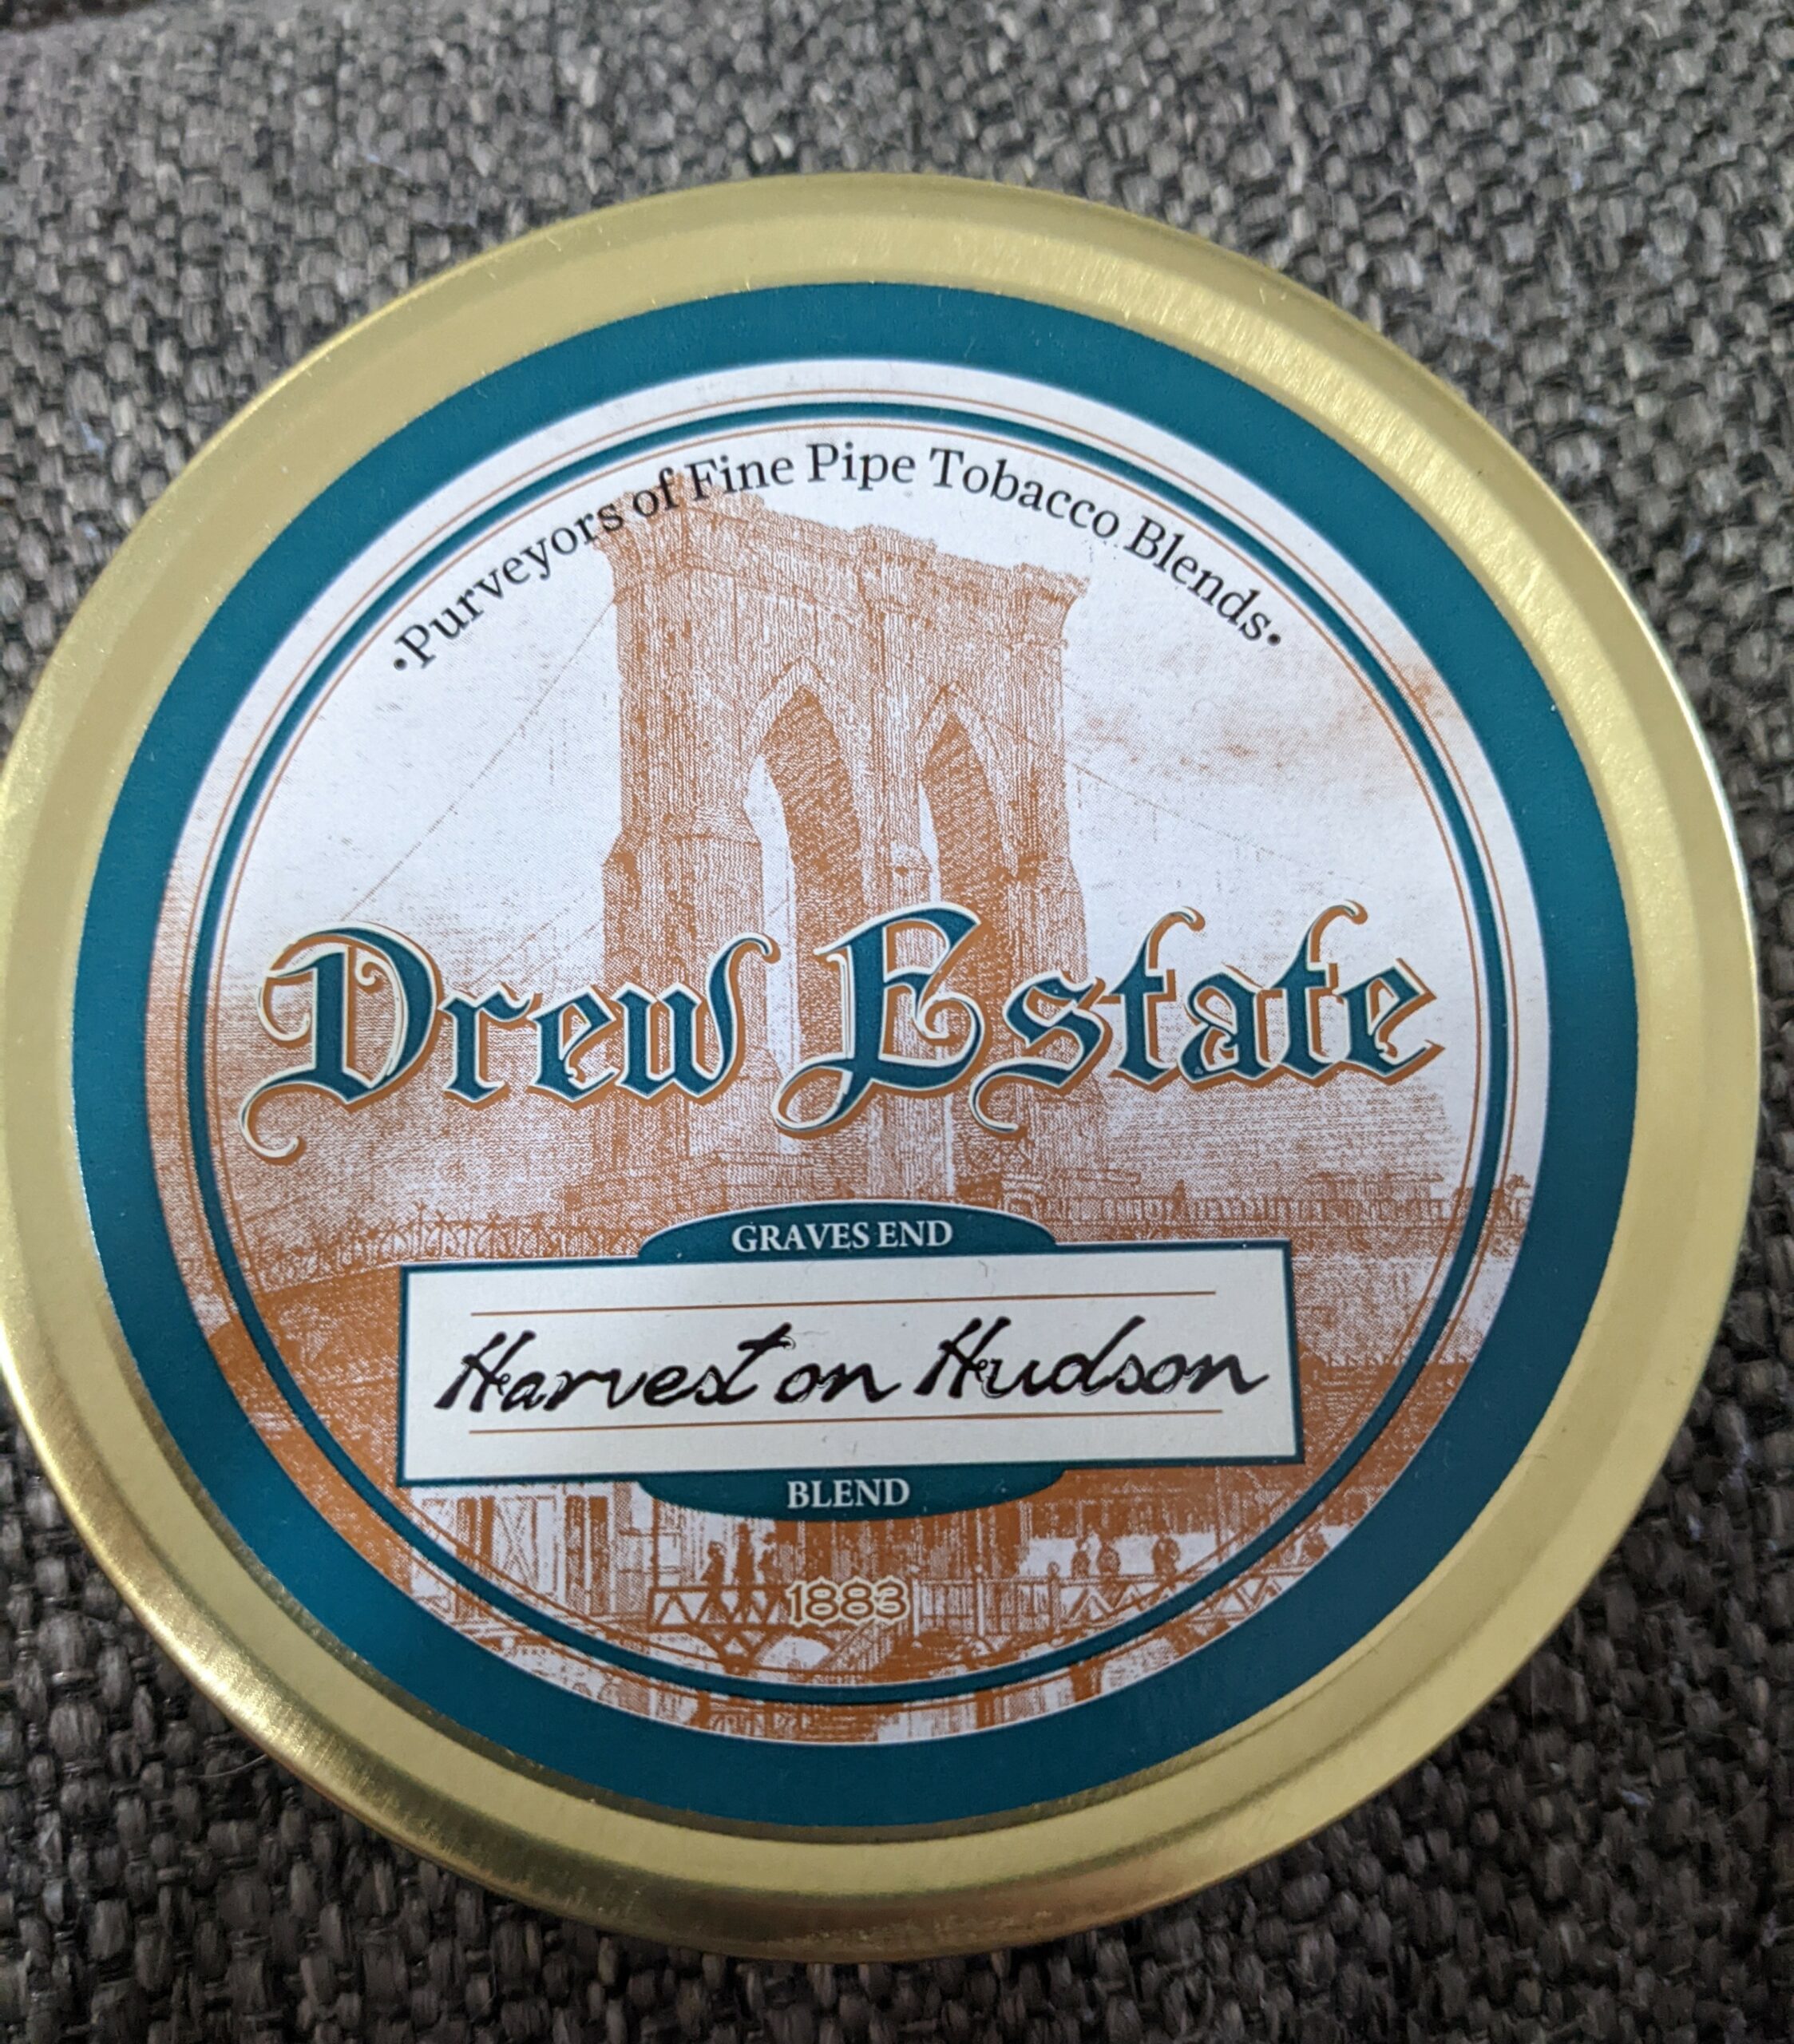 ·Purveyors of Fine Pipe Tobacco Blends·
Drew Estate
GRAVES END
Harvest on Hudson
BLEND
1883